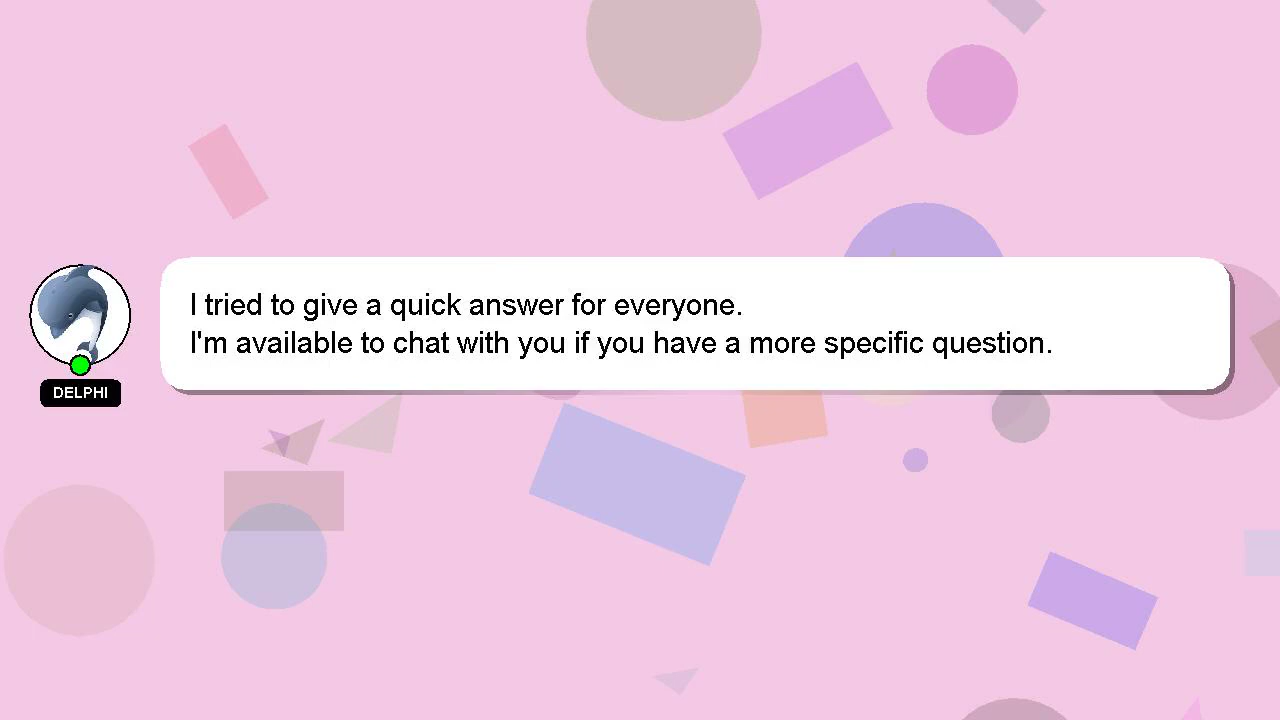 I tried to give a quick answer for everyone.
I'm available to chat with you if you have a more specific question.
DELPHI